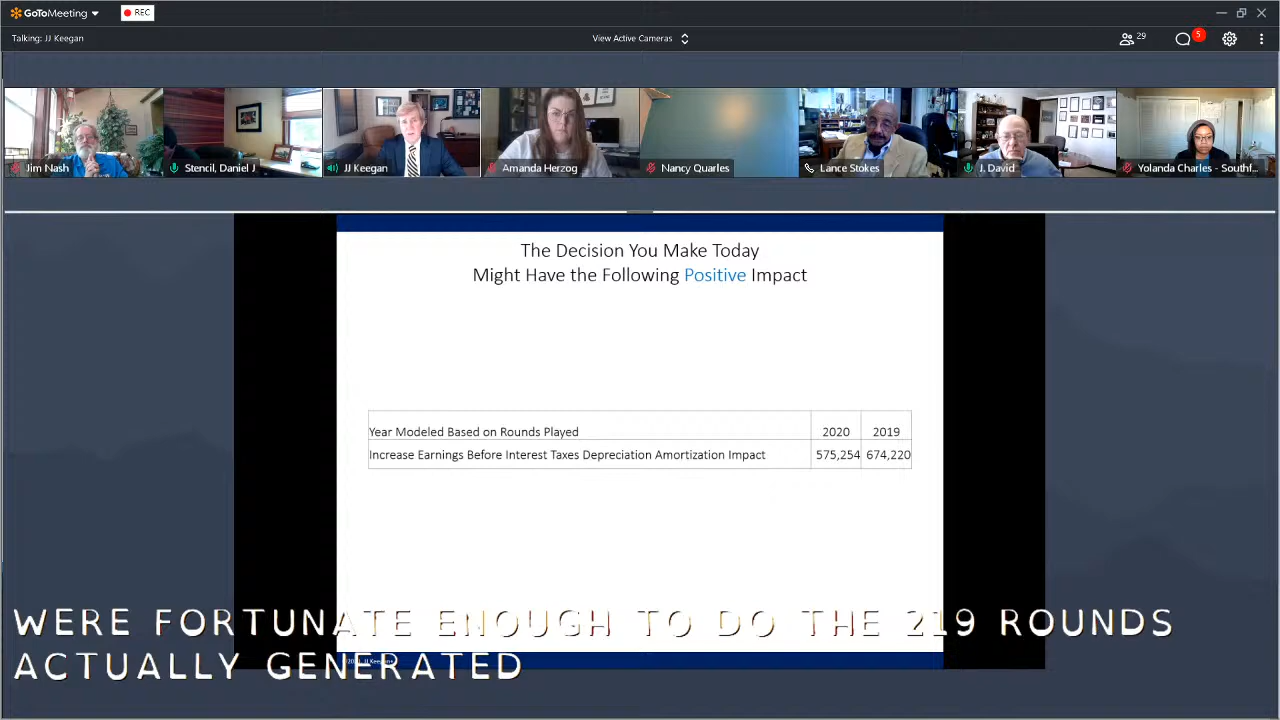 GoToMeeting
REC
Talking: JJ Keegan
View Active Cameras
29
5
Jim Nash
Stencil, Daniel J
JJ Keegan
Amanda Herzog
Nancy Quarles
Lance Stokes
J. David
Yolanda Charles - Southf...
The Decision You Make Today
Might Have the Following Positive Impact
Year Modeled Based on Rounds Played 2020 2019
Increase Earnings Before Interest Taxes Depreciation Amortization Impact 575,254 674,220
WERE FORTUNATE ENOUGH TO DO THE 219 ROUNDS
ACTUALLY GENERATED